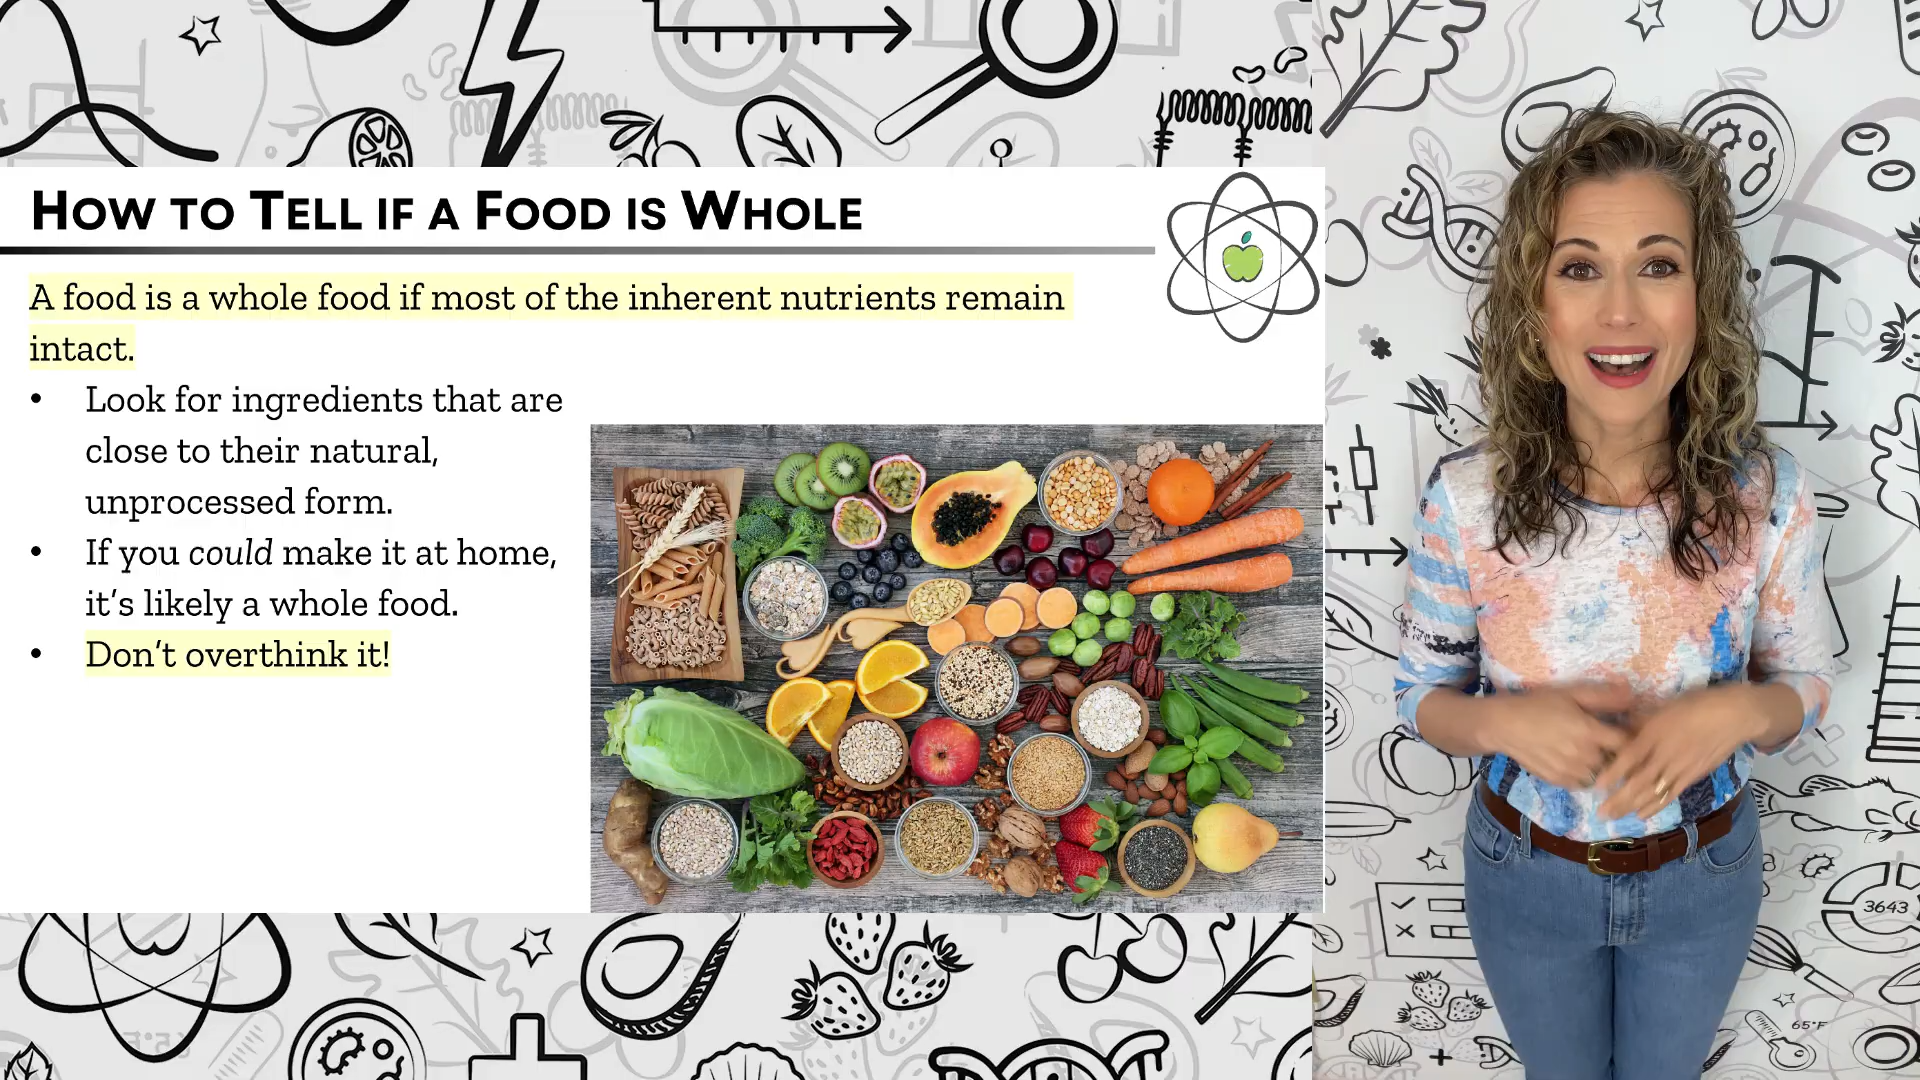 How to Tell if a Food is Whole
A food is a whole food if most of the inherent nutrients remain
intact.
• Look for ingredients that are
close to their natural,
unprocessed form.
• If you could make it at home,
it’s likely a whole food.
• Don’t overthink it!
3643
65°F